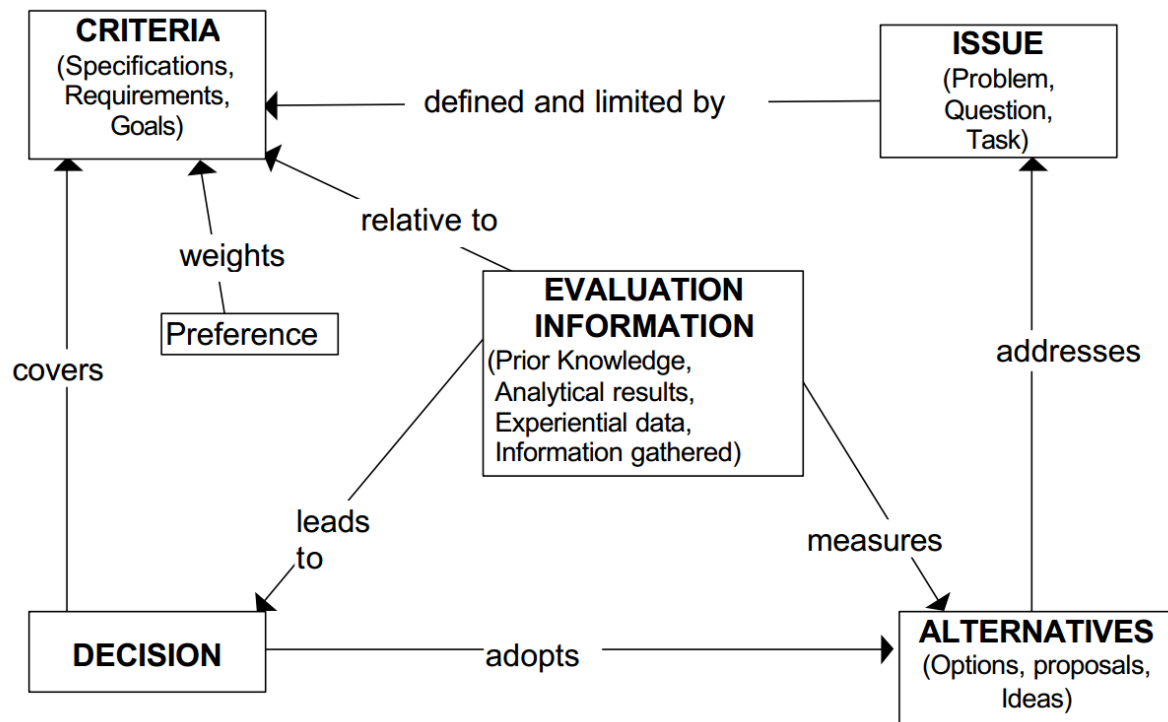 CRITERIA
(Specifications,
Requirements,
Goals)
defined and limited by
ISSUE
(Problem,
Question,
Task)
relative to
weights
Preference
covers
EVALUATION
INFORMATION
(Prior Knowledge,
Analytical results,
Experiential data,
Information gathered)
addresses
leads
to
measures
DECISION
adopts
ALTERNATIVES
(Options, proposals,
Ideas)